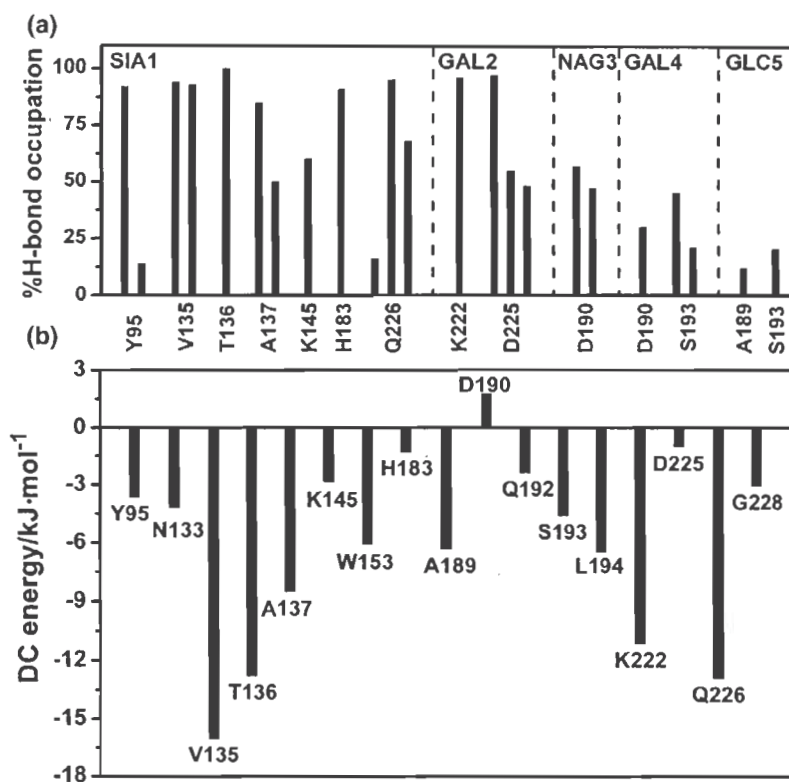 (a)
SIA1 GAL2 NAG3 GAL4 GLC5
100
75
50
25
0
%H-bond occupation
Y95 V135 T136 A137 K145 H183 Q226 K222 D225 D190 D190 S193 A189 S193
(b)
3
0
-3
-6
-9
-12
-15
-18
DC energy/kJ·mol⁻¹
D190
Y95
N133
V135
T136
A137
K145
W153
H183
A189
Q192
S193
L194
K222
D225
Q226
G228